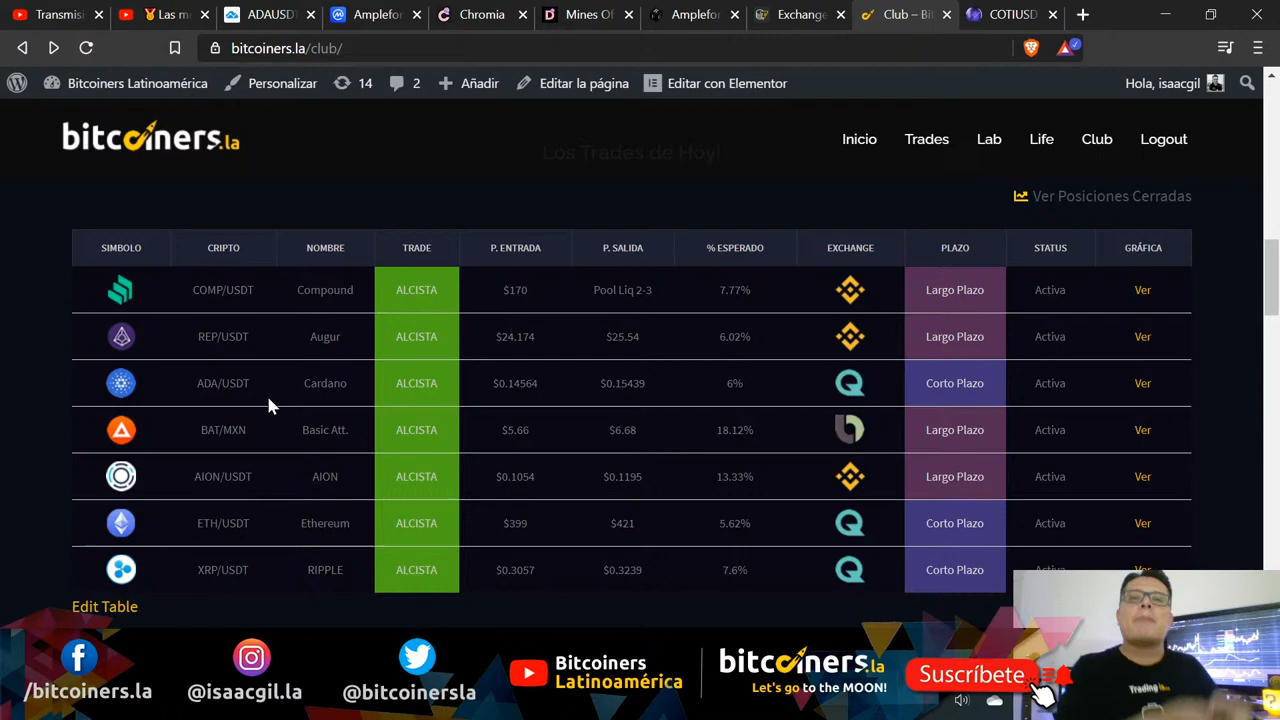 Transmisi
Las m
ADAUSDT
Amplefo
Chromia
Mines Of
Amplefo
Exchange
Club – Bi
COTIUSD
bitcoiners.la/club/
Bitcoiners Latinoamérica
Personalizar
14
2
Añadir
Editar la página
Editar con Elementor
Hola, isaacgil
bitcoiners.la
Inicio
Trades
Lab
Life
Club
Logout
Los Trades de Hoy!
Ver Posiciones Cerradas
SIMBOLO CRIPTO NOMBRE TRADE P. ENTRADA P. SALIDA % ESPERADO EXCHANGE PLAZO STATUS GRÁFICA
COMP/USDT Compound ALCISTA $170 Pool Liq 2-3 7.77% Largo Plazo Activa Ver
REP/USDT Augur ALCISTA $24.174 $25.54 6.02% Largo Plazo Activa Ver
ADA/USDT Cardano ALCISTA $0.14564 $0.15439 6% Corto Plazo Activa Ver
BAT/MXN Basic Att. ALCISTA $5.66 $6.68 18.12% Largo Plazo Activa Ver
AION/USDT AION ALCISTA $0.1054 $0.1195 13.33% Largo Plazo Activa Ver
ETH/USDT Ethereum ALCISTA $399 $421 5.62% Corto Plazo Activa Ver
XRP/USDT RIPPLE ALCISTA $0.3057 $0.3239 7.6% Corto Plazo Activa Ver
Edit Table
/bitcoiners.la
@isaacgil.la
@bitcoinersla
Bitcoiners
Latinoamérica
bitcoiners.la
Let's go to the MOON!
Suscríbete
Trading